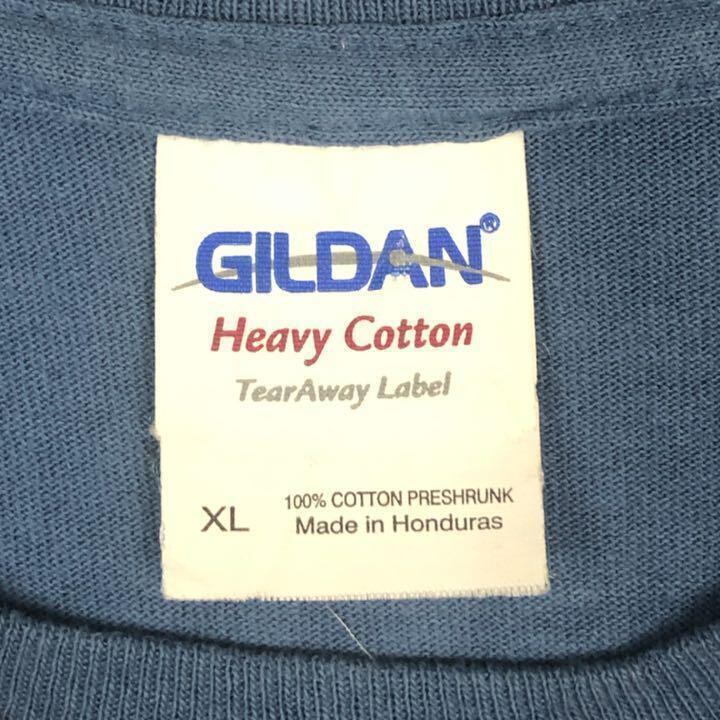 GILDAN®
Heavy Cotton
TearAway Label
XL
100% COTTON PRESHRUNK
Made in Honduras